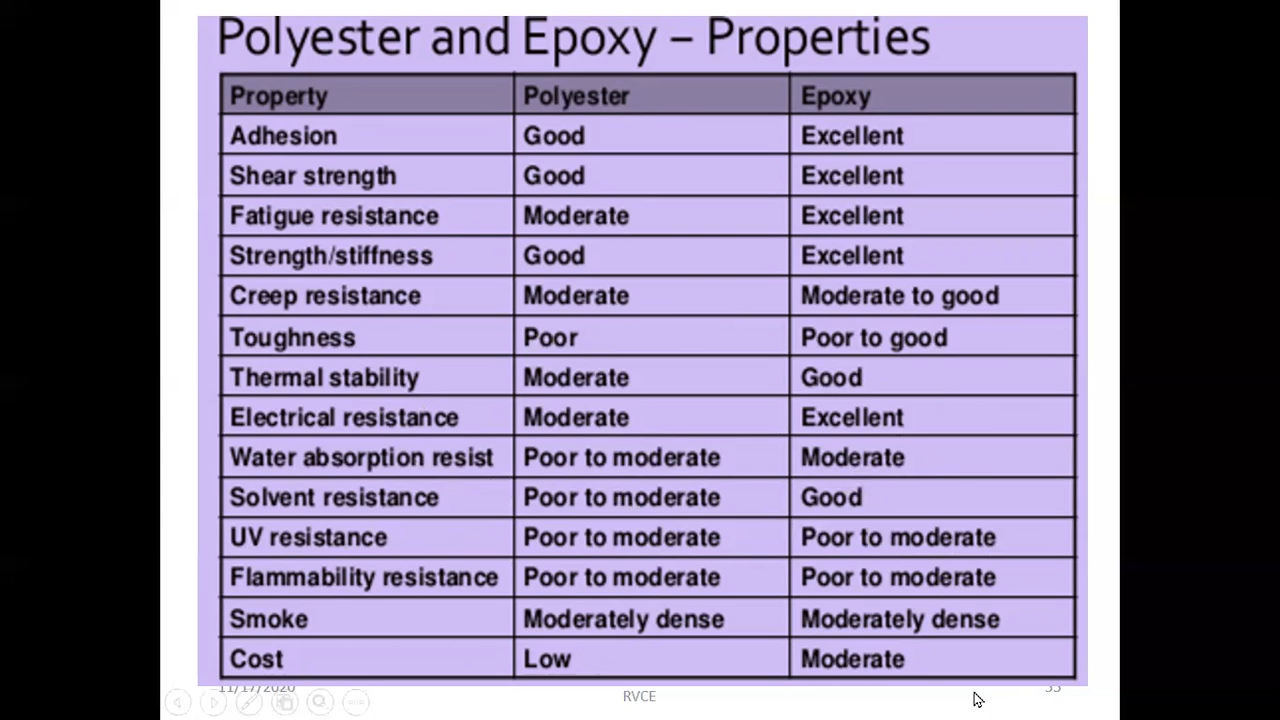 Polyester and Epoxy – Properties
Property Polyester Epoxy
Adhesion Good Excellent
Shear strength Good Excellent
Fatigue resistance Moderate Excellent
Strength/stiffness Good Excellent
Creep resistance Moderate Moderate to good
Toughness Poor Poor to good
Thermal stability Moderate Good
Electrical resistance Moderate Excellent
Water absorption resist Poor to moderate Moderate
Solvent resistance Poor to moderate Good
UV resistance Poor to moderate Poor to moderate
Flammability resistance Poor to moderate Poor to moderate
Smoke Moderately dense Moderately dense
Cost Low Moderate
11/17/2020
RVCE